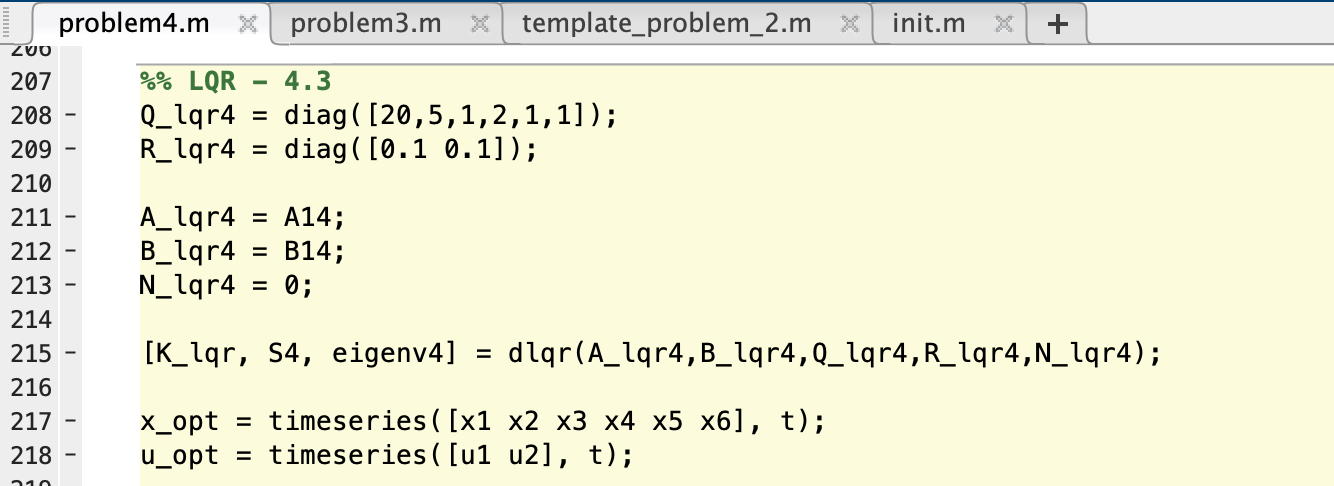 problem4.m × problem3.m × template_problem_2.m × init.m × +
206
207 %% LQR - 4.3
208 - Q_lqr4 = diag([20,5,1,2,1,1]);
209 - R_lqr4 = diag([0.1 0.1]);
210
211 - A_lqr4 = A14;
212 - B_lqr4 = B14;
213 - N_lqr4 = 0;
214
215 - [K_lqr, S4, eigenv4] = dlqr(A_lqr4,B_lqr4,Q_lqr4,R_lqr4,N_lqr4);
216
217 - x_opt = timeseries([x1 x2 x3 x4 x5 x6], t);
218 - u_opt = timeseries([u1 u2], t);